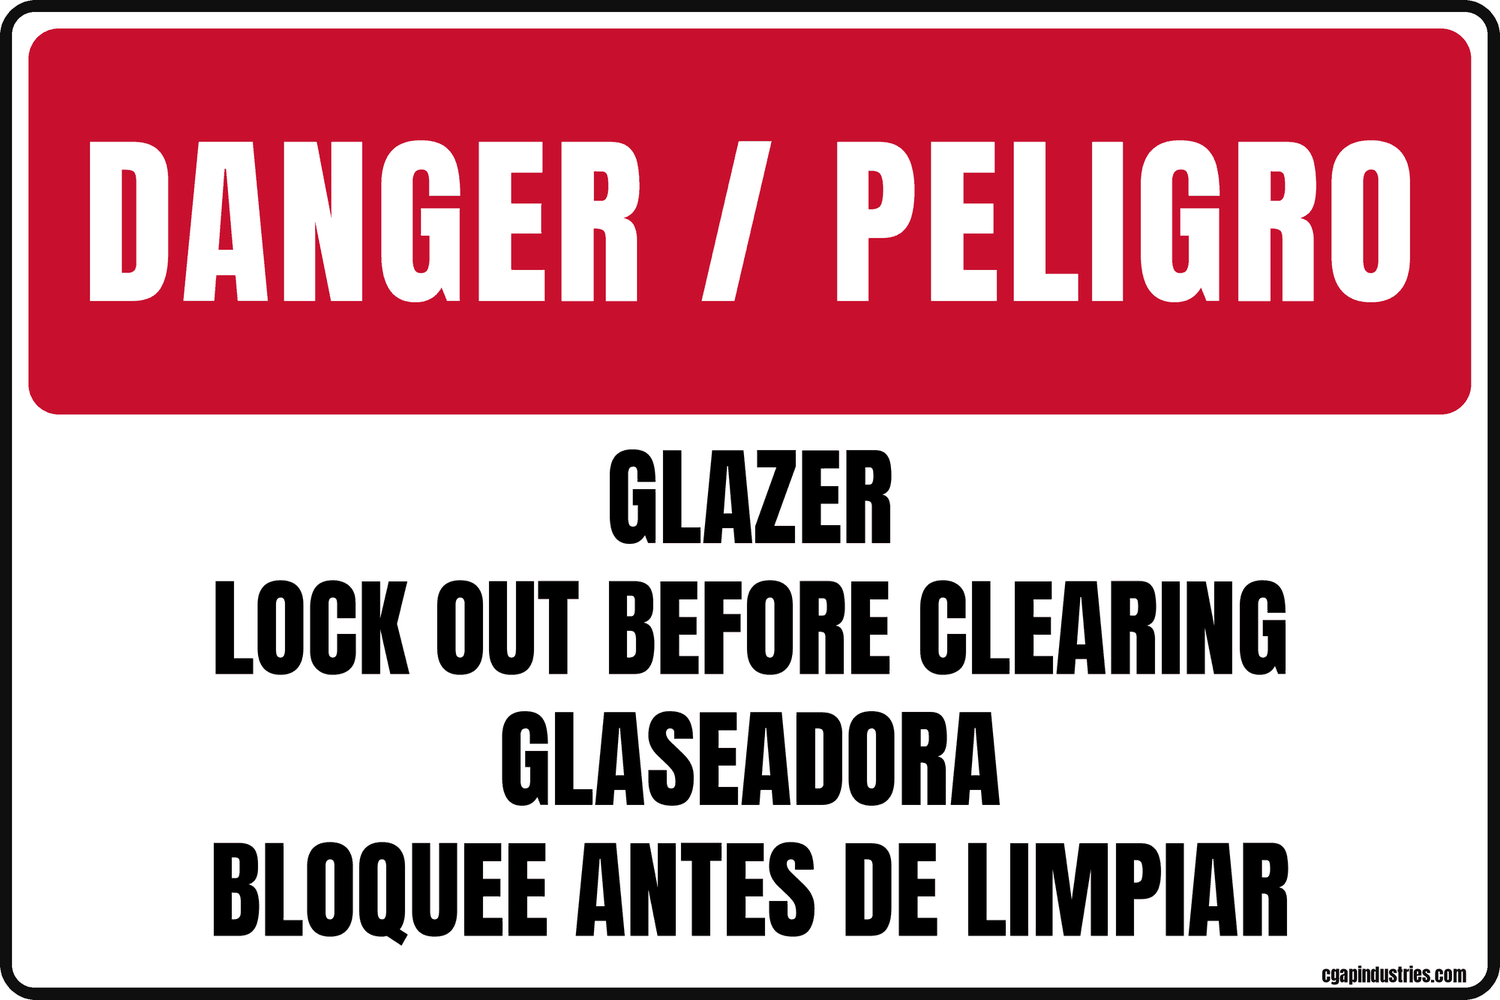 DANGER / PELIGRO
GLAZER
LOCK OUT BEFORE CLEARING
GLASEADORA
BLOQUEE ANTES DE LIMPIAR
cgapindustries.com